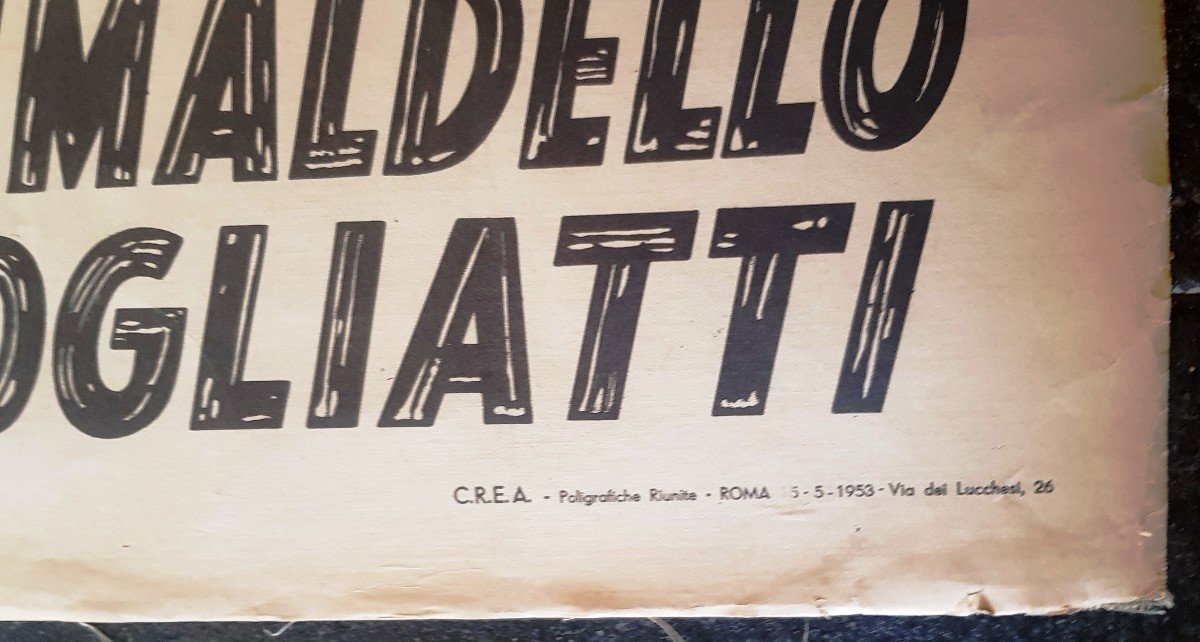 MALDELLO
OGLIATTI
C.R.E.A. - Poligrafiche Riunite - ROMA 5-5-1953 - Via dei Lucchesi, 26